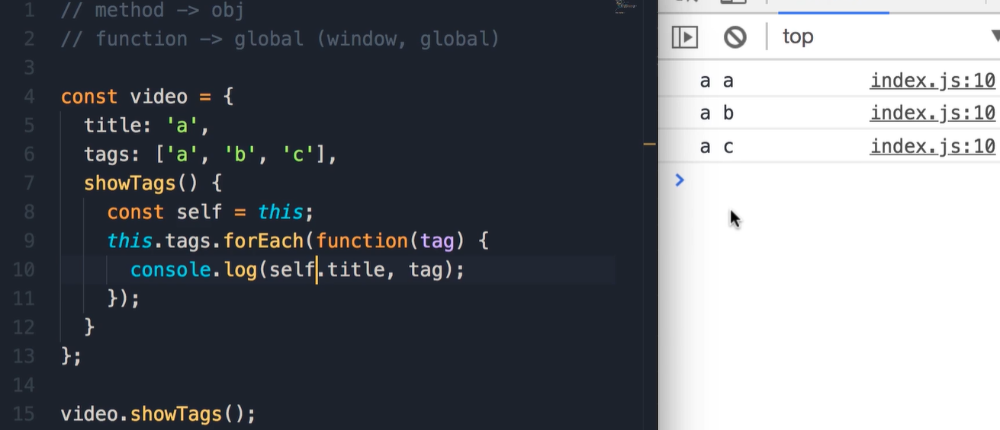 1 // method -> obj
2 // function -> global (window, global)
3
4 const video = {
5 title: 'a',
6 tags: ['a', 'b', 'c'],
7 showTags() {
8 const self = this;
9 this.tags.forEach(function(tag) {
10 console.log(self.title, tag);
11 });
12 }
13 };
14
15 video.showTags();
top
a a index.js:10
a b index.js:10
a c index.js:10